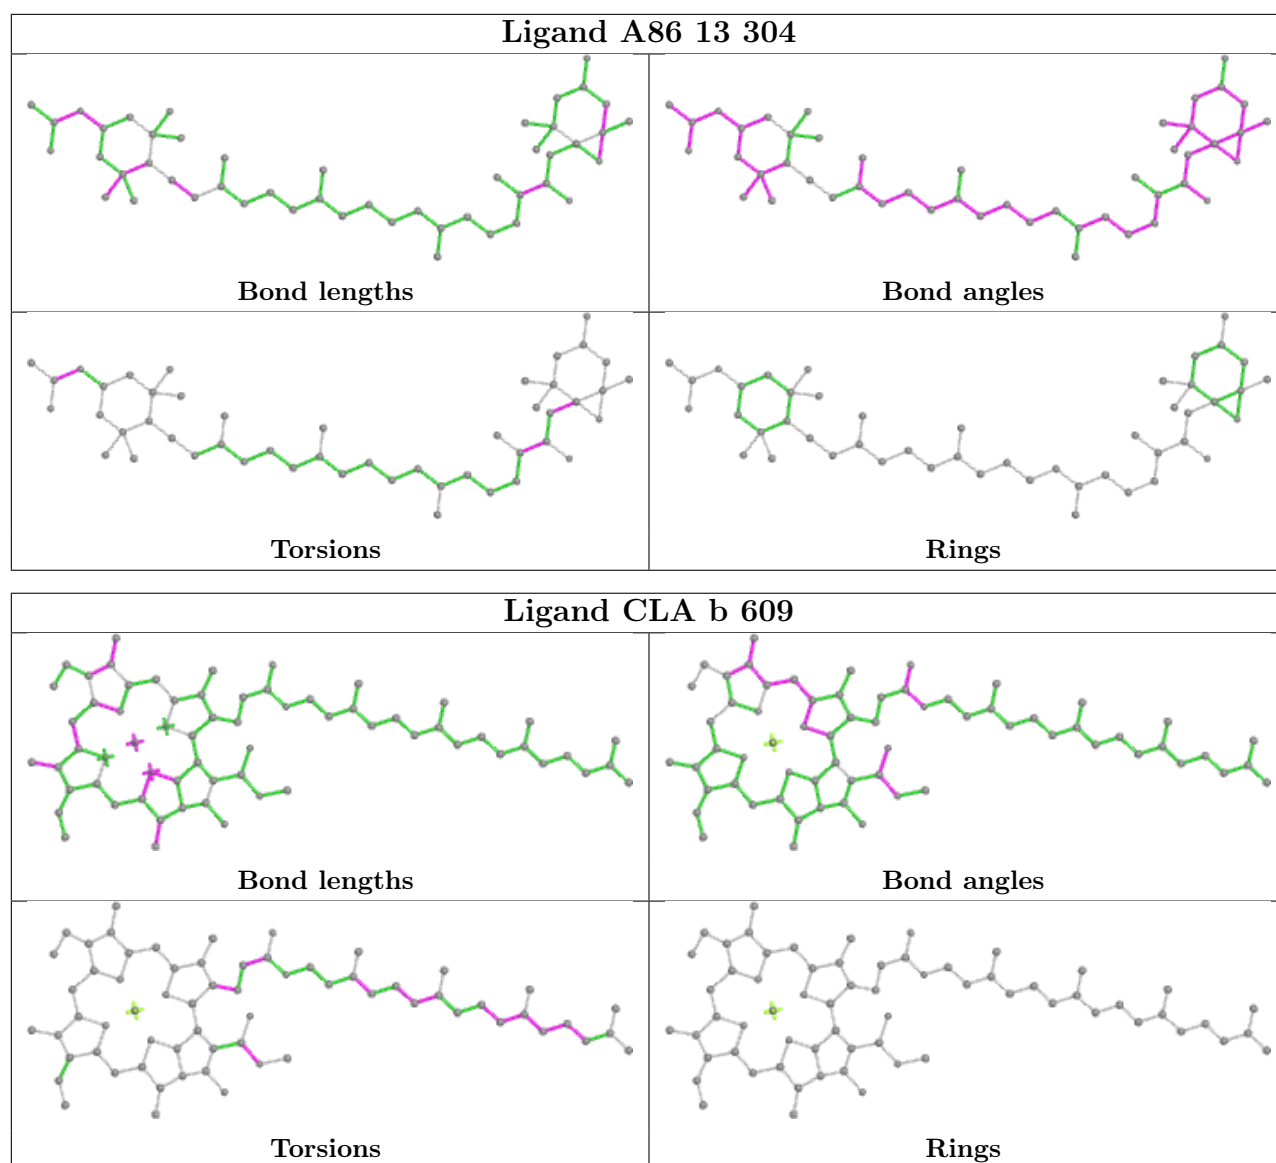 Ligand A86 13 304
Bond lengths
Bond angles
Torsions
Rings
Ligand CLA b 609
Bond lengths
Bond angles
Torsions
Rings